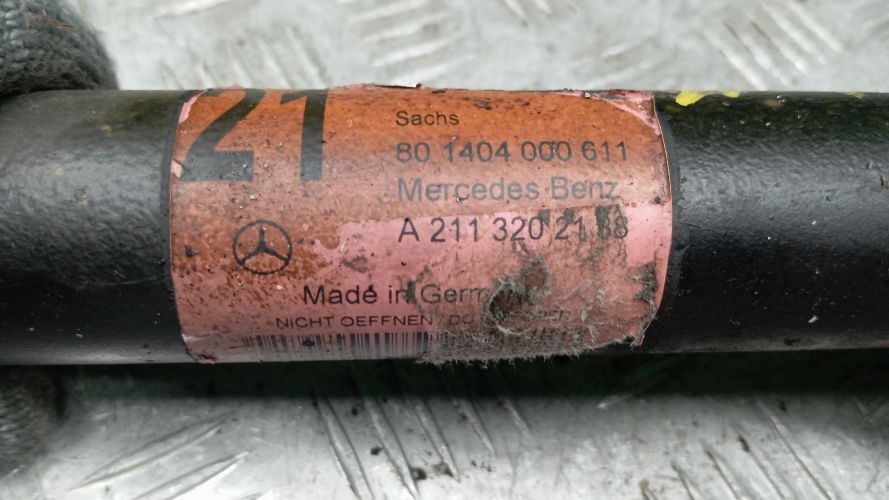 21
Sachs
80 1404 000 611
Mercedes Benz
A 211 320 21
Made in
NICHT OEFFNEN